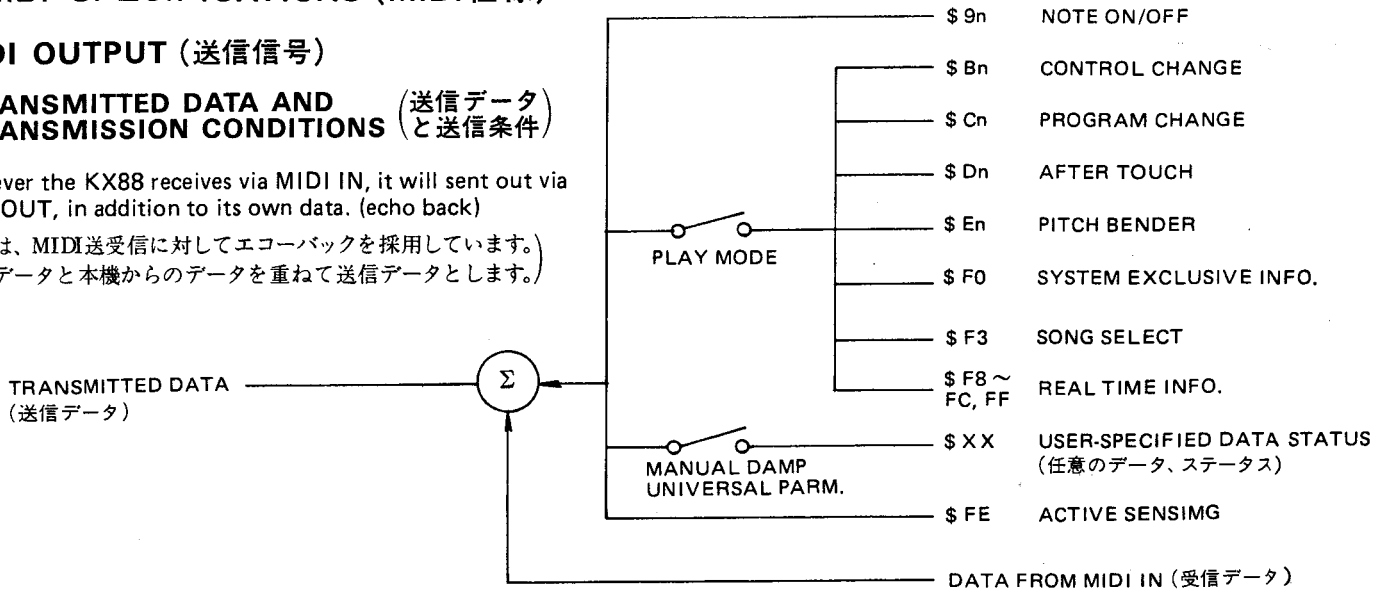 DI OUTPUT (送信信号)
ANSMITTED DATA AND (送信データ
ANSMISSION CONDITIONS と送信条件)
ever the KX88 receives via MIDI IN, it will sent out via
OUT, in addition to its own data. (echo back)
は、MIDI送受信に対してエコーバックを採用しています。)
データと本機からのデータを重ねて送信データとします。)
$ 9n NOTE ON/OFF
$ Bn CONTROL CHANGE
$ Cn PROGRAM CHANGE
$ Dn AFTER TOUCH
$ En PITCH BENDER
PLAY MODE
$ F0 SYSTEM EXCLUSIVE INFO.
$ F3 SONG SELECT
$ F8 ~
FC, FF REAL TIME INFO.
TRANSMITTED DATA
(送信データ)
Σ
$ XX USER-SPECIFIED DATA STATUS
(任意のデータ、ステータス)
MANUAL DAMP
UNIVERSAL PARM.
$ FE ACTIVE SENSIMG
DATA FROM MIDI IN (受信データ)